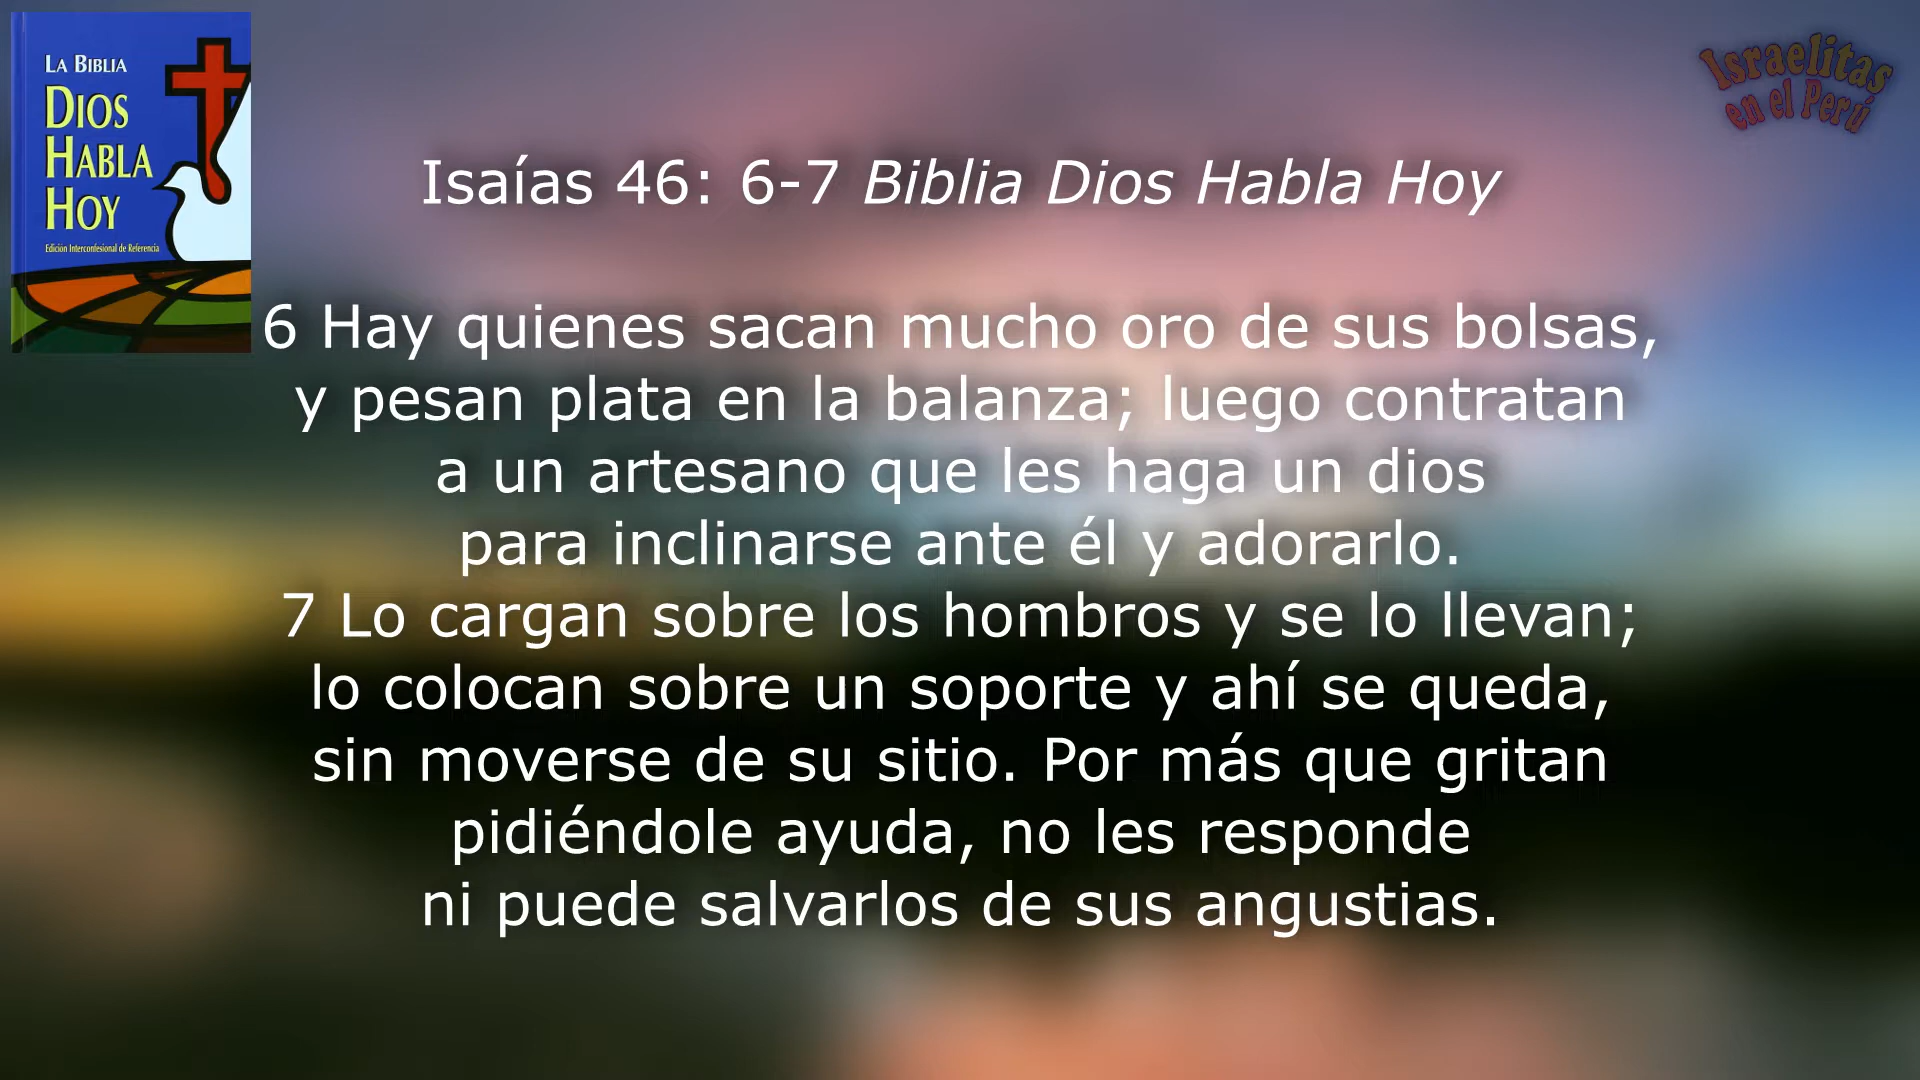 LA BIBLIA
DIOS
HABLA
HOY
Edición Interconfesional de Referencia
Israelitas
en el Perú
Isaías 46: 6-7 Biblia Dios Habla Hoy
6 Hay quienes sacan mucho oro de sus bolsas,
y pesan plata en la balanza; luego contratan
a un artesano que les haga un dios
para inclinarse ante él y adorarlo.
7 Lo cargan sobre los hombros y se lo llevan;
lo colocan sobre un soporte y ahí se queda,
sin moverse de su sitio. Por más que gritan
pidiéndole ayuda, no les responde
ni puede salvarlos de sus angustias.